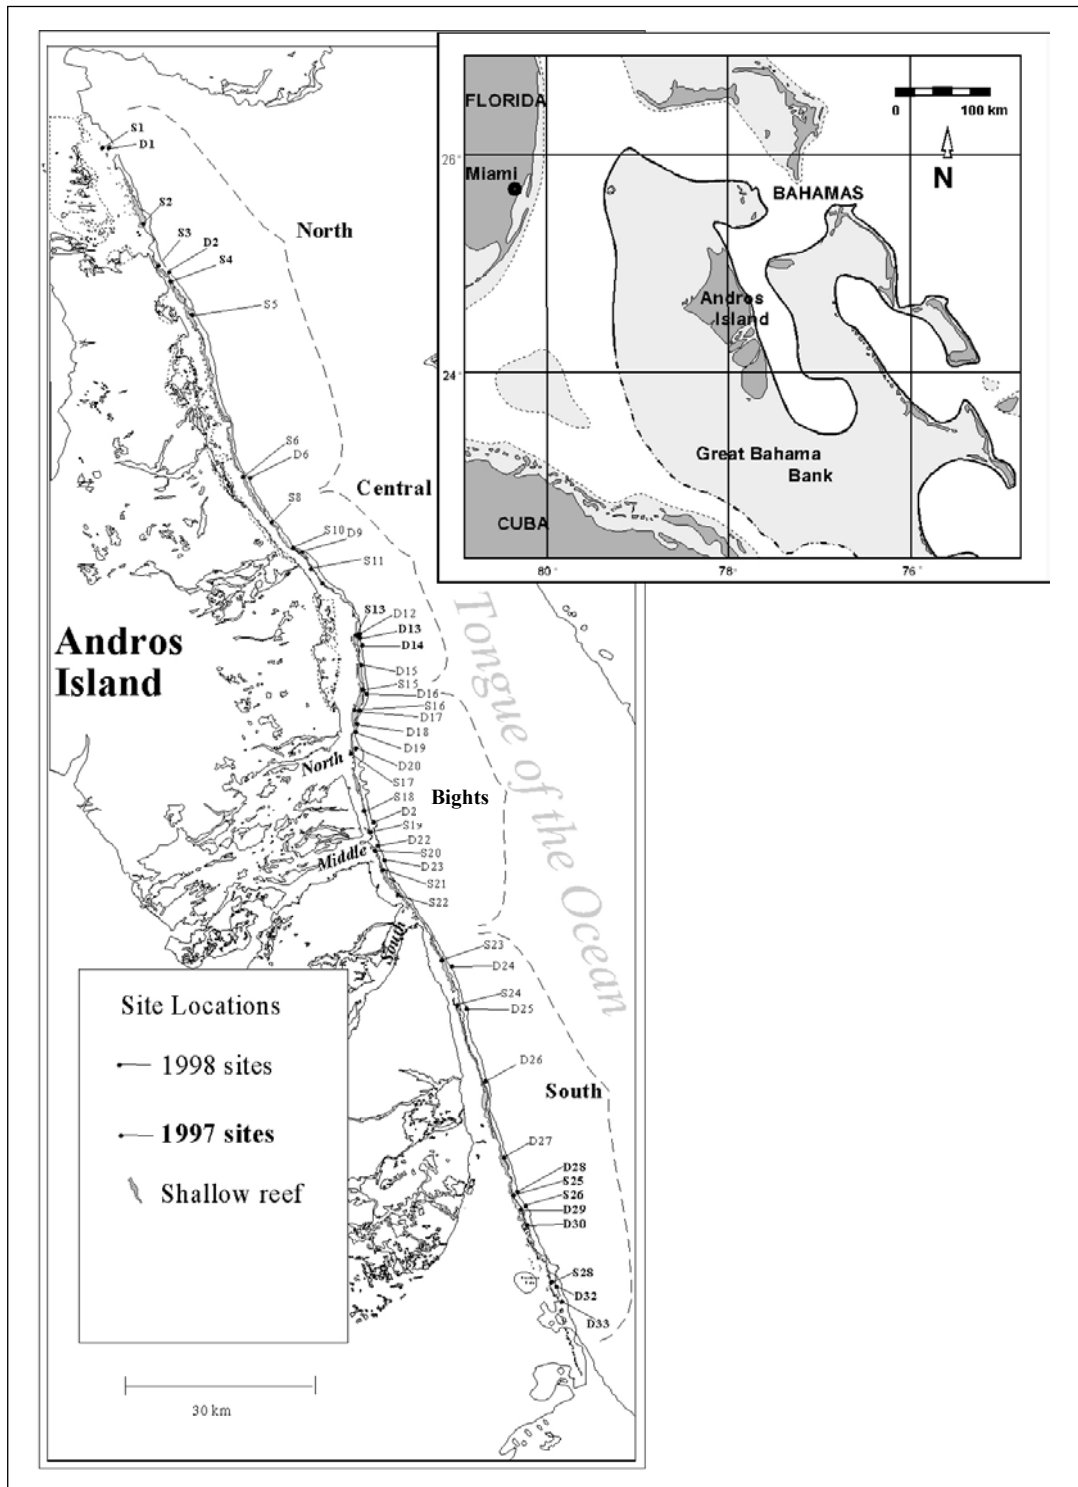 FLORIDA
Miami
26°
24°
BAHAMAS
Andros
Island
Great Bahama
Bank
CUBA
80°
78°
76°
0 100 km
N
S1
D1
S2
S3
D2
S4
S5
North
S6
D6
Central
S8
S10
D9
S11
S13
D12
D13
D14
D15
S15
D16
S16
D17
D18
D19
D20
S17
S18
D2
S19
D22
S20
D23
S21
S22
North
Middle
South
Bights
Andros
Island
Tongue of the Ocean
S23
D24
S24
D25
D26
South
D27
D28
S25
S26
D29
D30
S28
D32
D33
Site Locations
1998 sites
1997 sites
Shallow reef
30 km